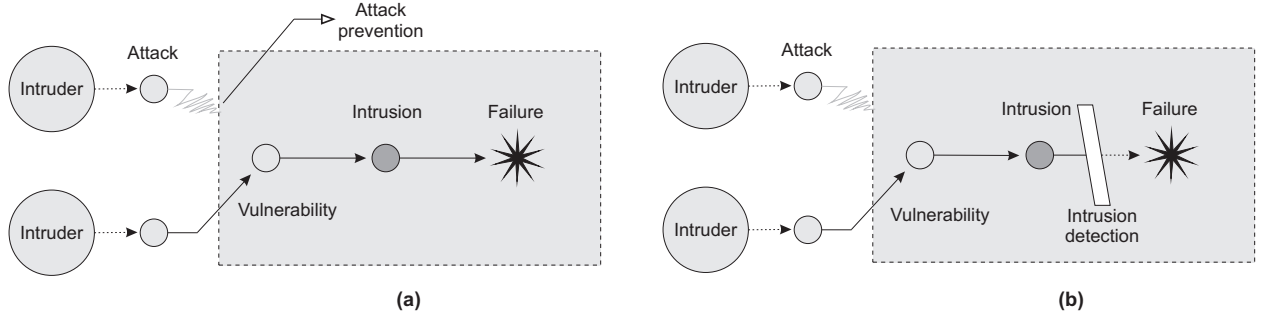 Attack
prevention
Attack
Intruder
Intrusion
Failure
Vulnerability
Intruder
(a)
Attack
Intruder
Intrusion
Failure
Vulnerability
Intrusion
detection
Intruder
(b)